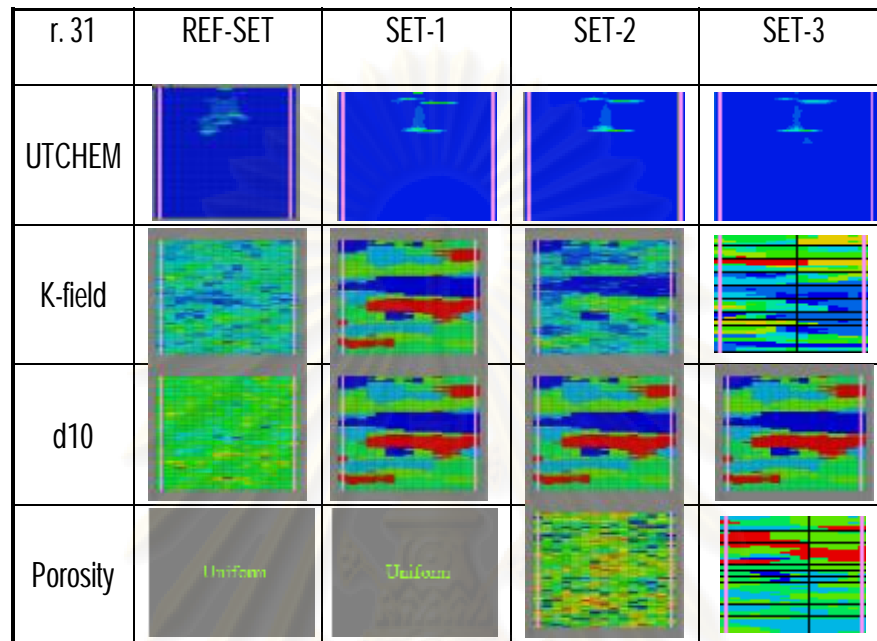 r. 31 REF-SET SET-1 SET-2 SET-3
UTCHEM
K-field
d10
Porosity Uniform Uniform